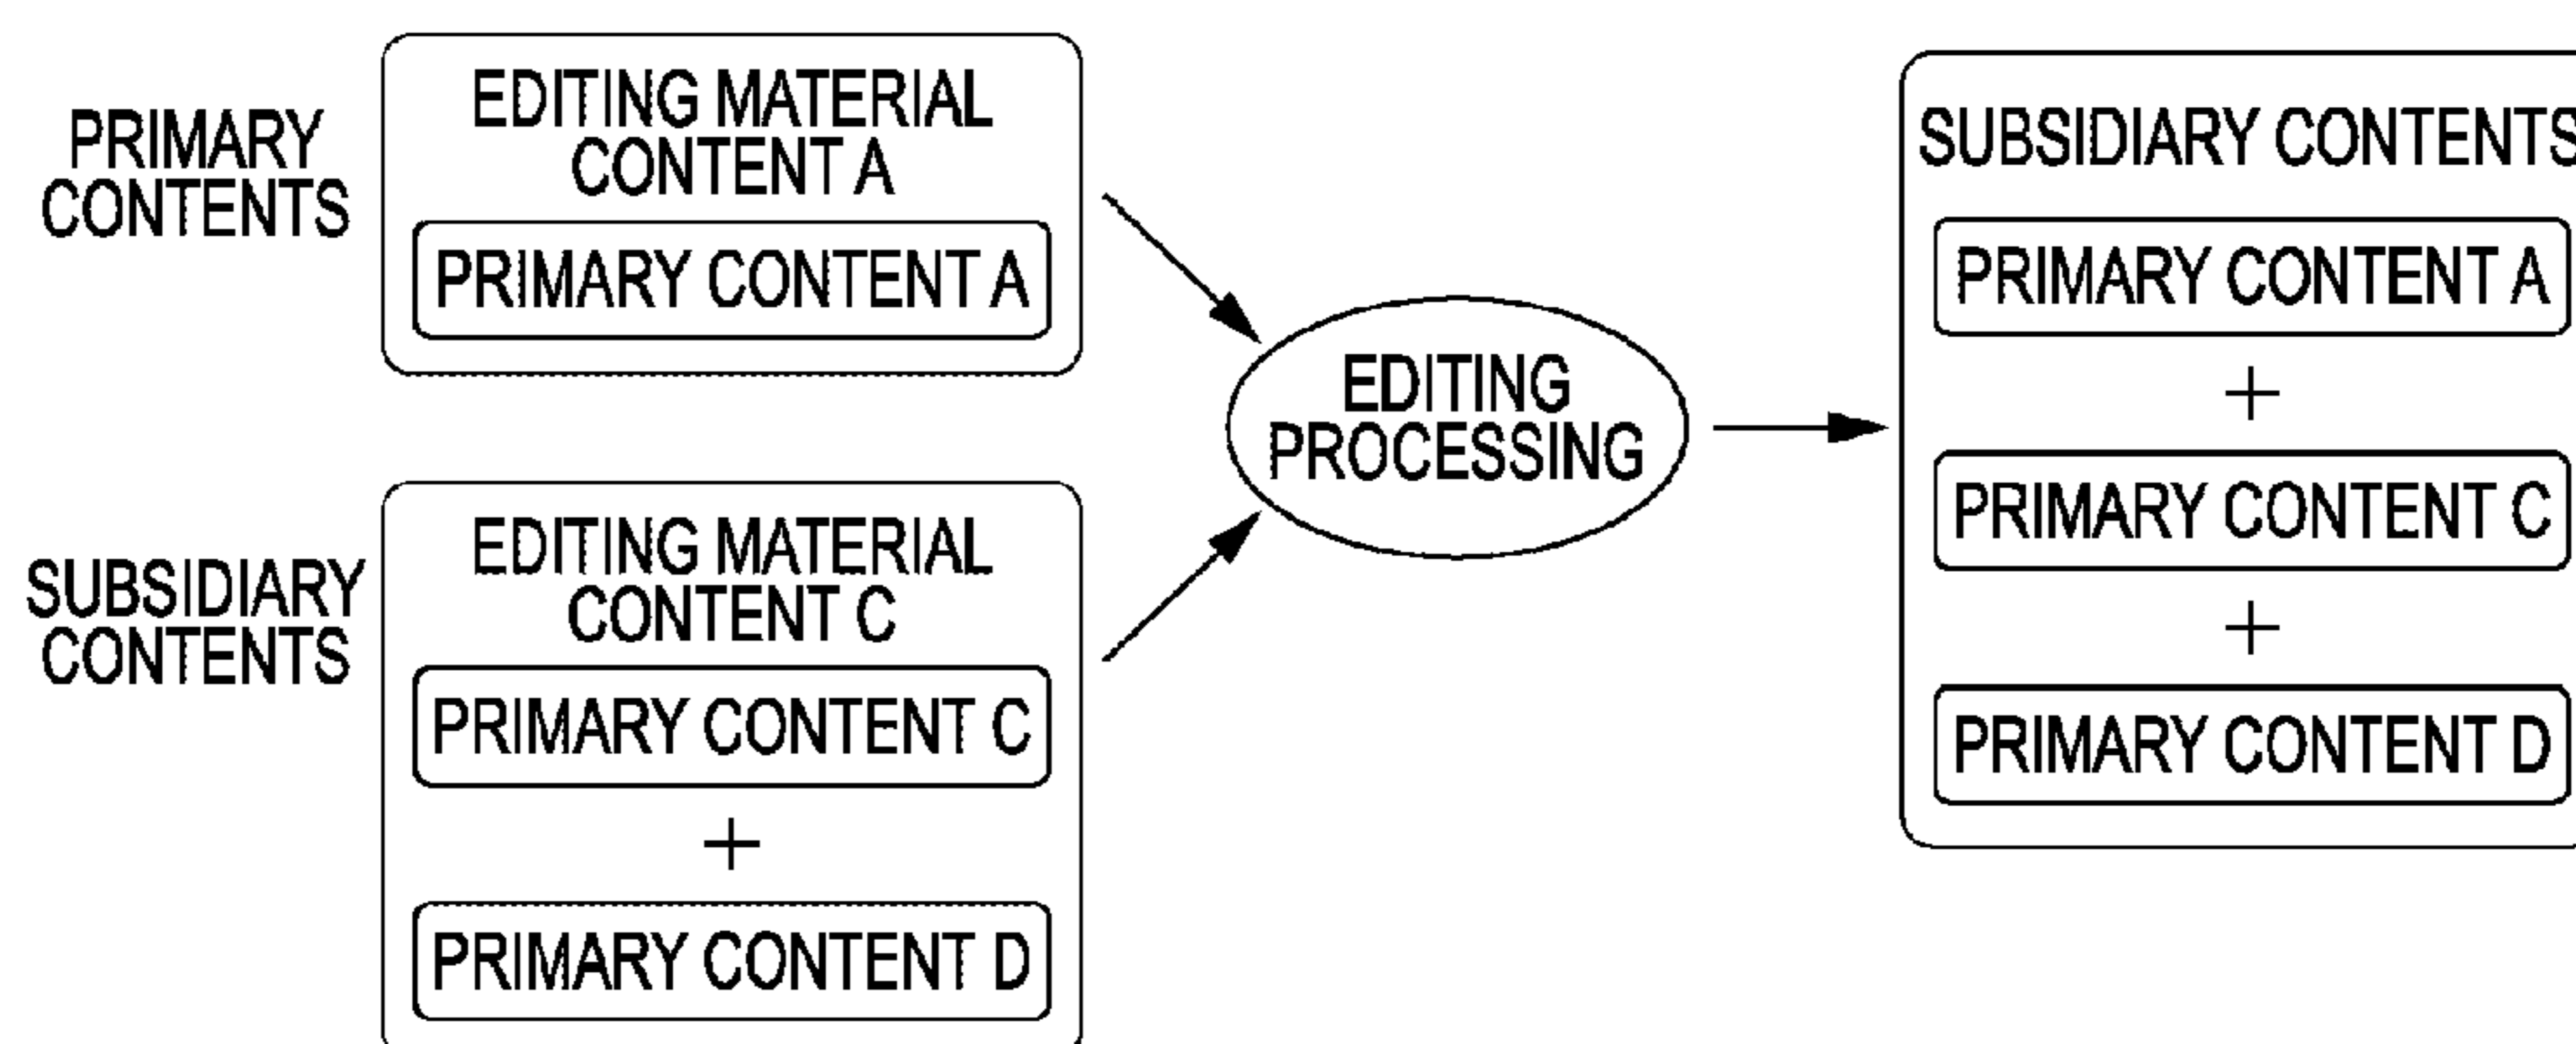 PRIMARY
CONTENTS
EDITING MATERIAL
CONTENT A
PRIMARY CONTENT A
SUBSIDIARY
CONTENTS
EDITING MATERIAL
CONTENT C
PRIMARY CONTENT C
+
PRIMARY CONTENT D
EDITING
PROCESSING
SUBSIDIARY CONTENTS
PRIMARY CONTENT A
+
PRIMARY CONTENT C
+
PRIMARY CONTENT D